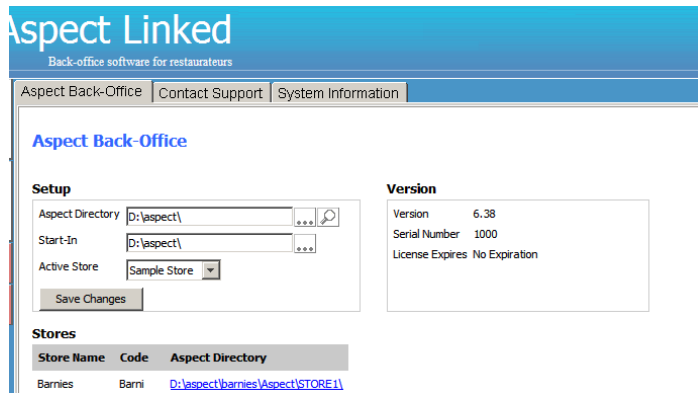 Aspect Linked
Back-office software for restaurateurs
Aspect Back-Office Contact Support System Information
Aspect Back-Office
Setup
Aspect Directory D:\aspect\ ...
Start-In D:\aspect\ ...
Active Store Sample Store
Save Changes
Version
Version 6.38
Serial Number 1000
License Expires No Expiration
Stores
Store Name Code Aspect Directory
Barnies Barni D:\aspect\barnies\Aspect\STORE1\